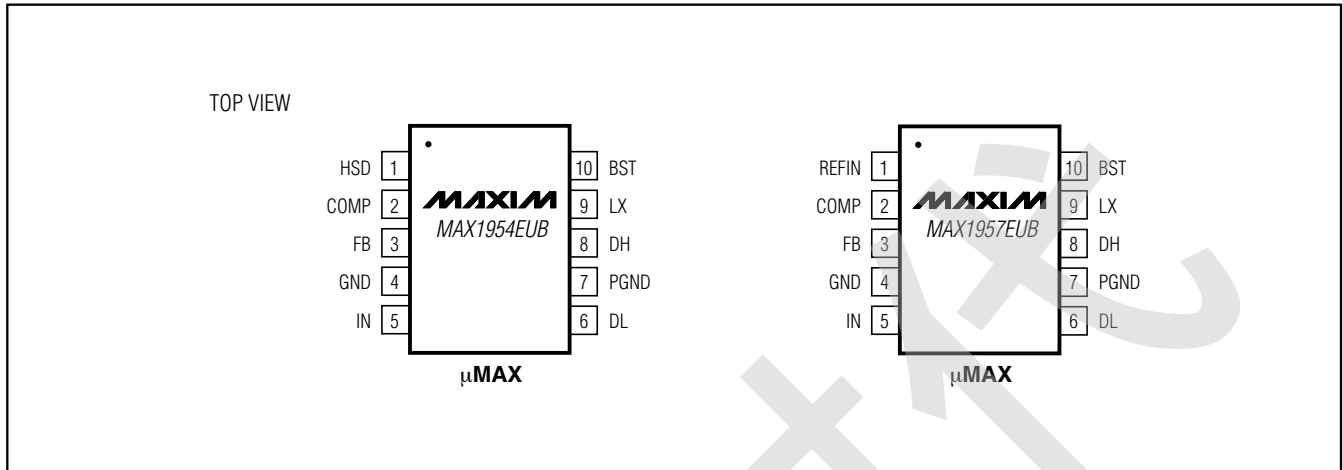 TOP VIEW
HSD 1
COMP 2
FB 3
GND 4
IN 5
MAXIM
MAX1954EUB
10 BST
9 LX
8 DH
7 PGND
6 DL
µMAX
REFIN 1
COMP 2
FB 3
GND 4
IN 5
MAXIM
MAX1957EUB
10 BST
9 LX
8 DH
7 PGND
6 DL
µMAX